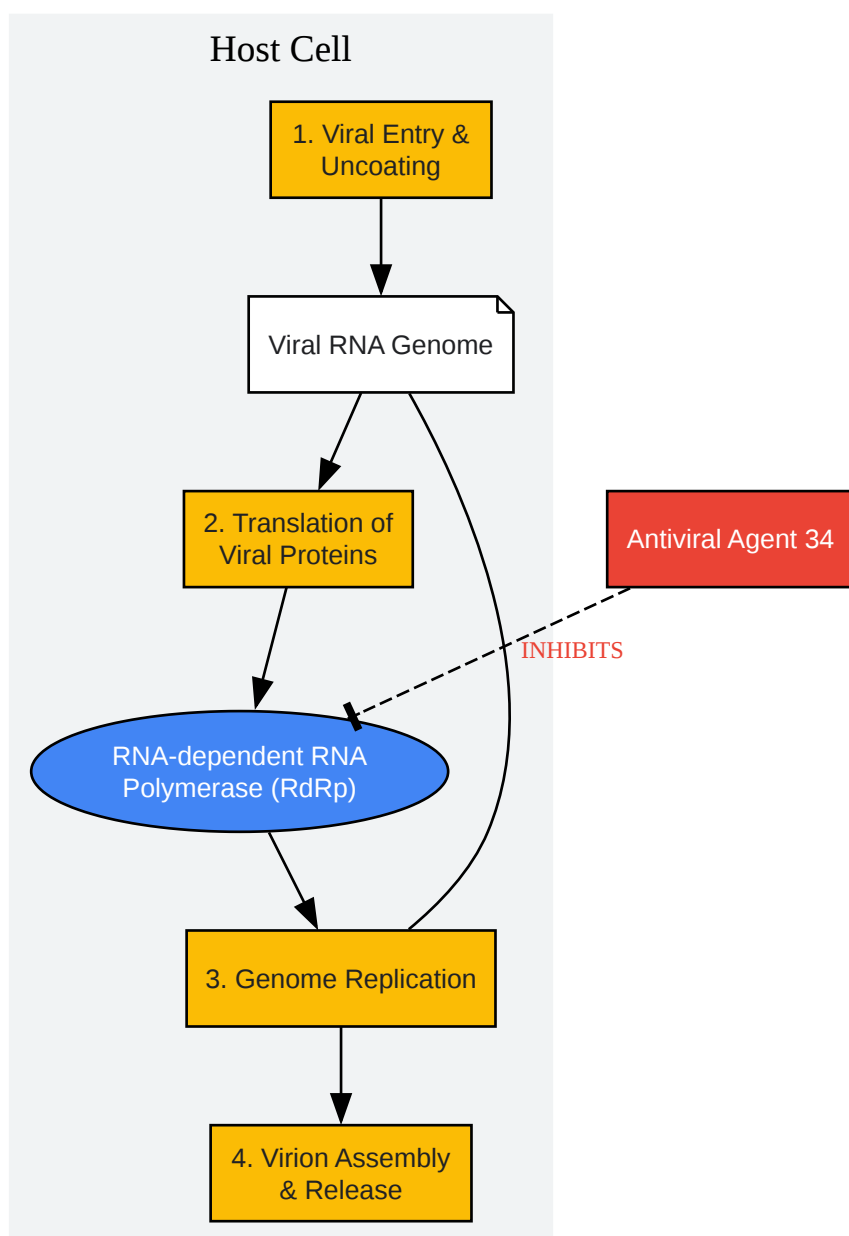 Host Cell
1. Viral Entry &
Uncoating
Viral RNA Genome
2. Translation of
Viral Proteins
Antiviral Agent 34
INHIBITS
RNA-dependent RNA
Polymerase (RdRp)
3. Genome Replication
4. Virion Assembly
& Release